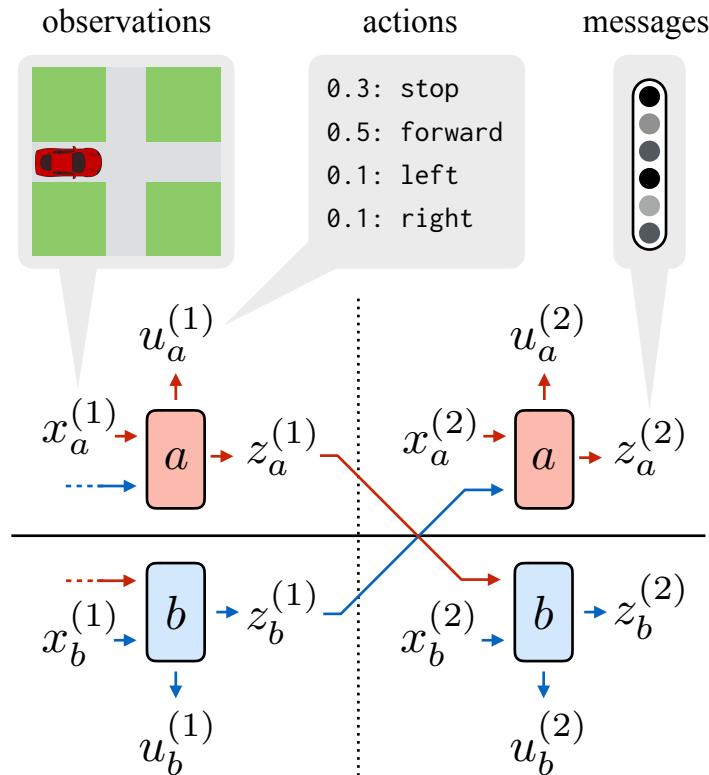 observations actions messages
0.3: stop
0.5: forward
0.1: left
0.1: right
u_a^{(1)} u_a^{(2)}
x_a^{(1)} a z_a^{(1)} x_a^{(2)} a z_a^{(2)}
x_b^{(1)} b z_b^{(1)} x_b^{(2)} b z_b^{(2)}
u_b^{(1)} u_b^{(2)}